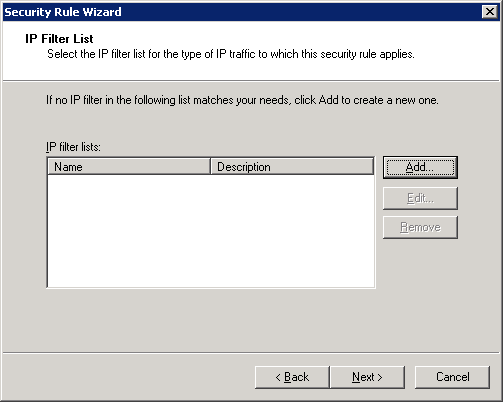 Security Rule Wizard
IP Filter List
Select the IP filter list for the type of IP traffic to which this security rule applies.
If no IP filter in the following list matches your needs, click Add to create a new one.
IP filter lists:
Name Description
Add...
Edit...
Remove
< Back Next > Cancel